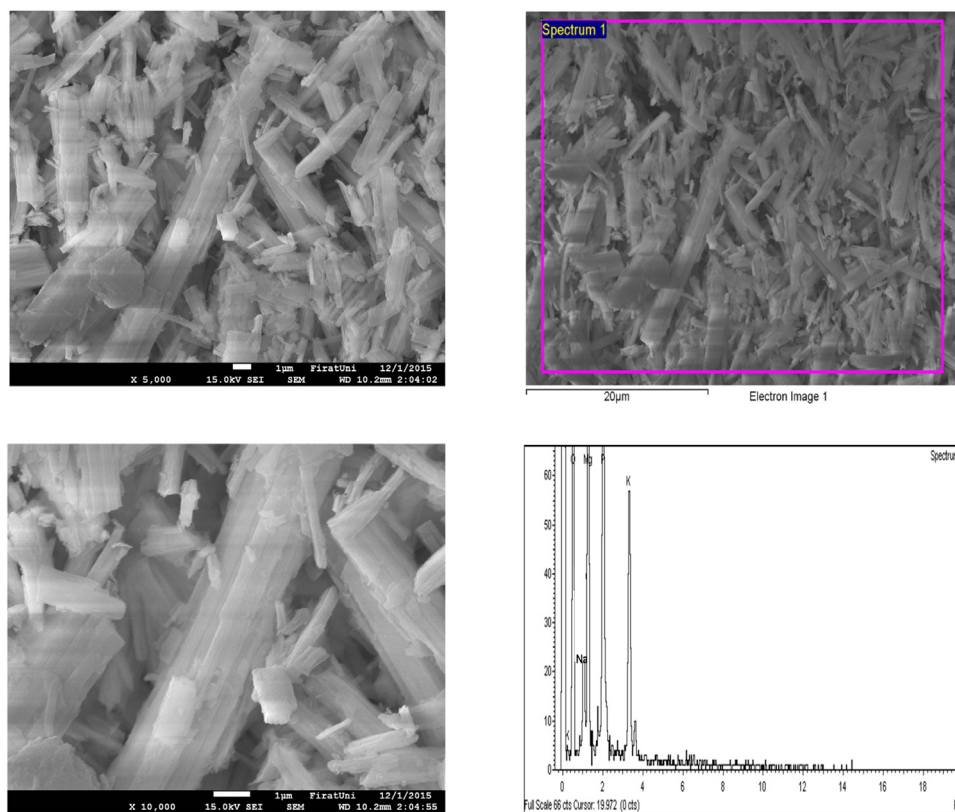 1µm FiratUni 12/1/2015
X 5,000 15.0kV SEI SEM WD 10.2mm 2:04:02
Spectrum 1
20µm Electron Image 1
1µm FiratUni 12/1/2015
X 10,000 15.0kV SEI SEM WD 10.2mm 2:04:55
Spectrum
O Mg P
K
Na
K
60
50
40
30
20
10
0
0 2 4 6 8 10 12 14 16 18
Full Scale 66 cts Cursor: 19.972 (0 cts)